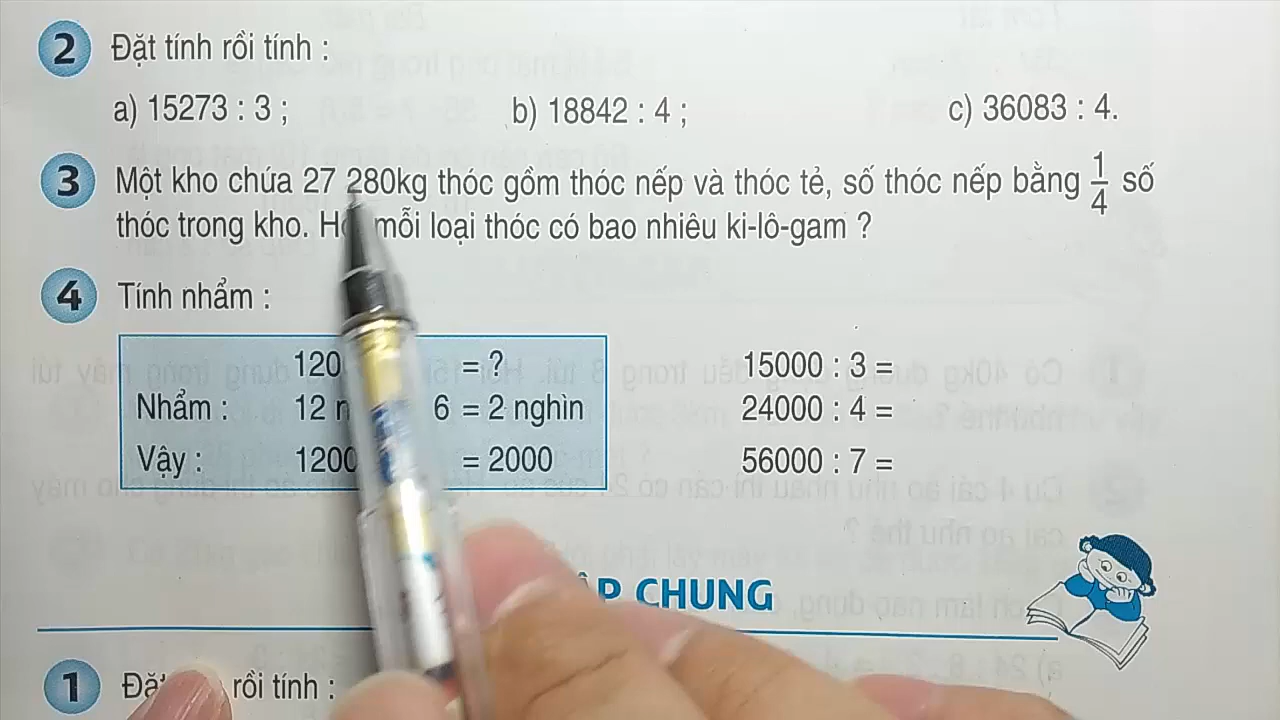 2 Đặt tính rồi tính :
a) 15273 : 3 ; b) 18842 : 4 ; c) 36083 : 4.
3 Một kho chứa 27 280kg thóc gồm thóc nếp và thóc tẻ, số thóc nếp bằng 1/4 số
thóc trong kho. mỗi loại thóc có bao nhiêu ki-lô-gam ?
4 Tính nhẩm :
= ? 15000 : 3 =
Nhẩm : 12 6 = 2 nghìn 24000 : 4 =
Vậy : = 2000 56000 : 7 =
CHUNG
1 rồi tính :